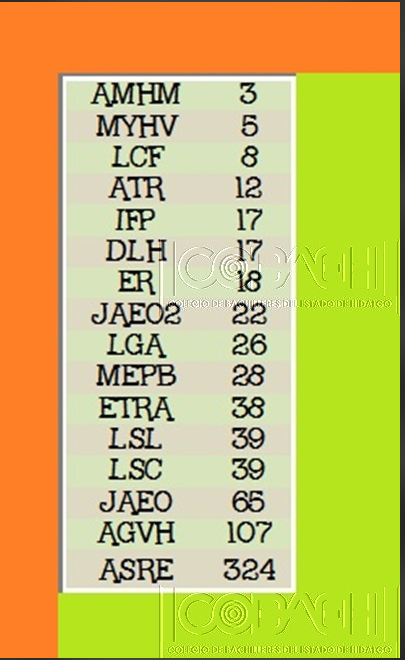 AMHM 3
MYHV 5
LCF 8
ATR 12
IFP 17
DLH 17
ER 18
JAEO2 22
LGA 26
MEPB 28
ETRA 38
LSL 39
LSC 39
JAEO 65
AGVH 107
ASRE 324
COBAEH
COLEGIO DE BACHILLERES DEL ESTADO DE HIDALGO
COBAEH
COLEGIO DE BACHILLERES DEL ESTADO DE HIDALGO